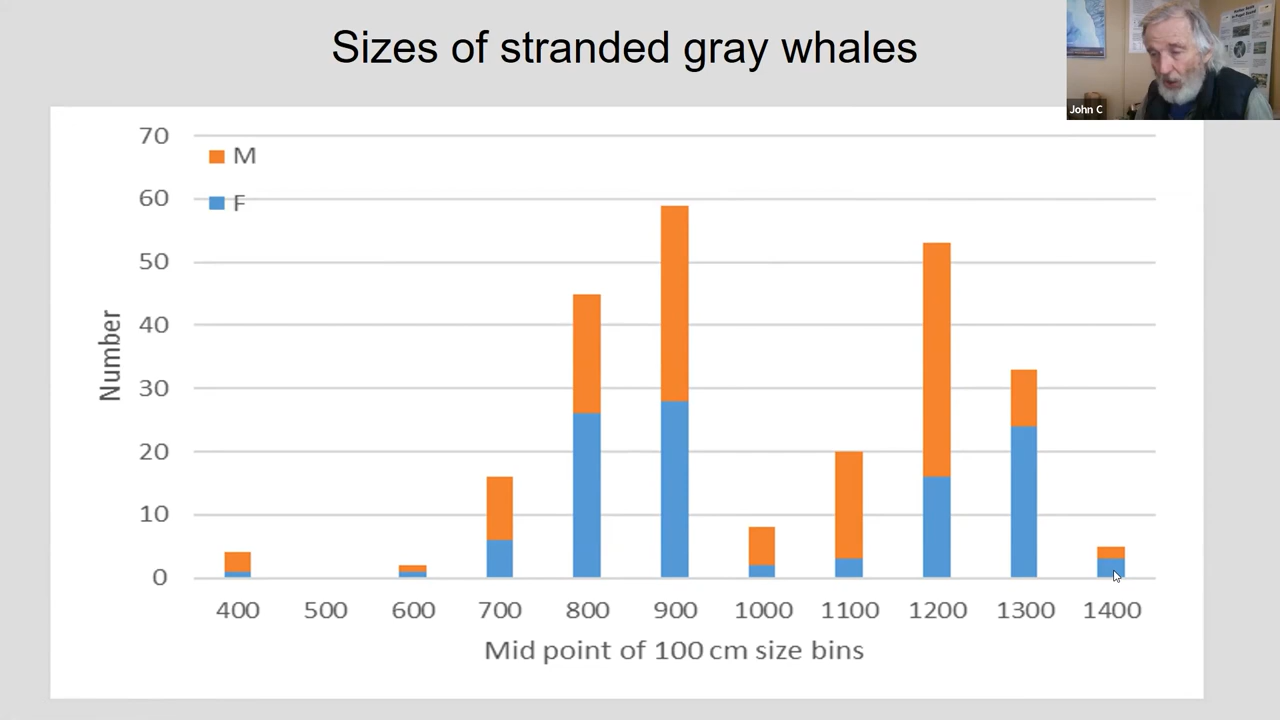 Sizes of stranded gray whales
John C
70
60
50
40
30
20
10
0
M
F
Number
400 500 600 700 800 900 1000 1100 1200 1300 1400
Mid point of 100 cm size bins